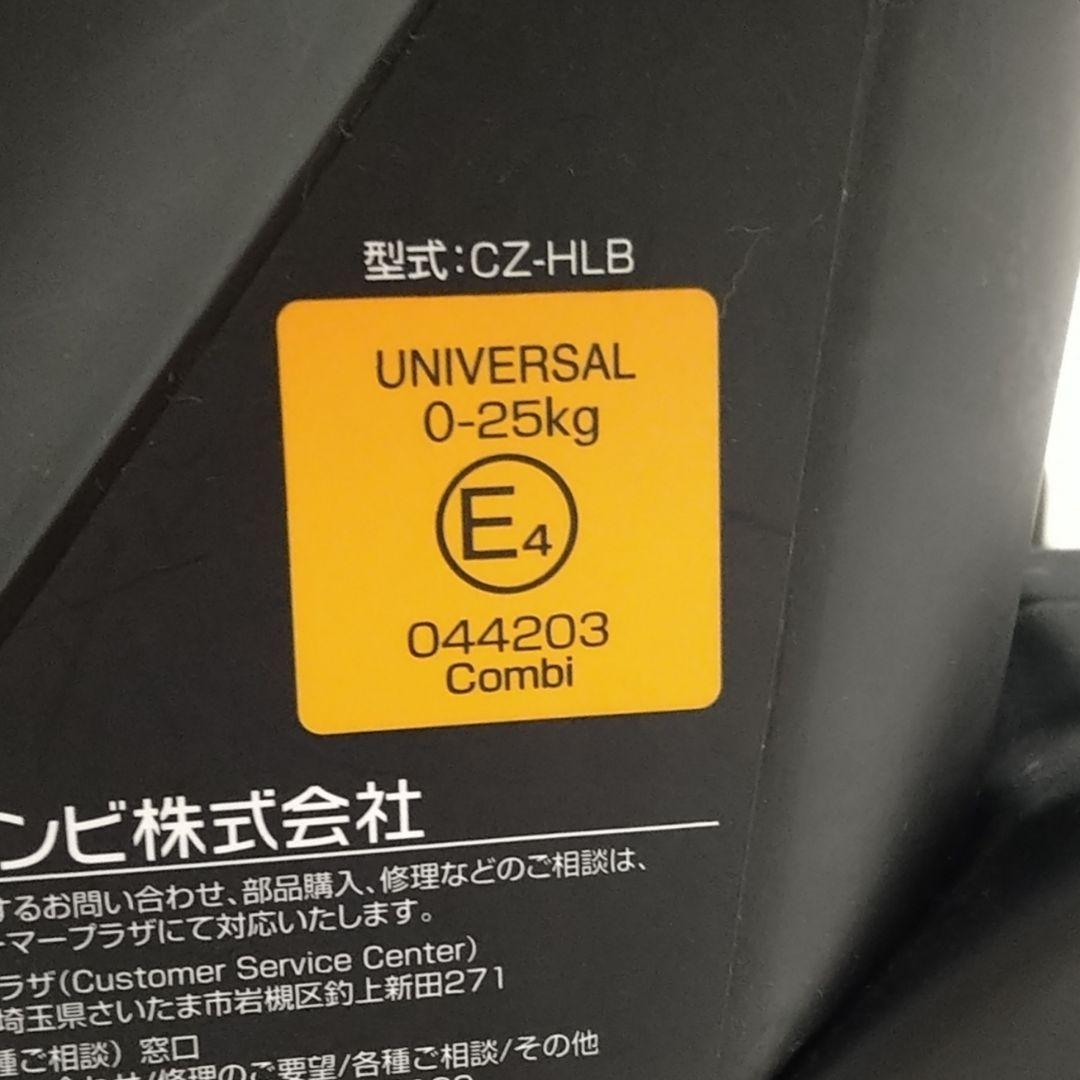 型式:CZ-HLB
UNIVERSAL
0-25kg
E4
044203
Combi
ンビ株式会社
するお問い合わせ、部品購入、修理などのご相談は、
ーマープラザにて対応いたします。
ラザ(Customer Service Center)
埼玉県さいたま市岩槻区釣上新田271
種ご相談) 窓口
合わせ/修理のご要望/各種ご相談/その他